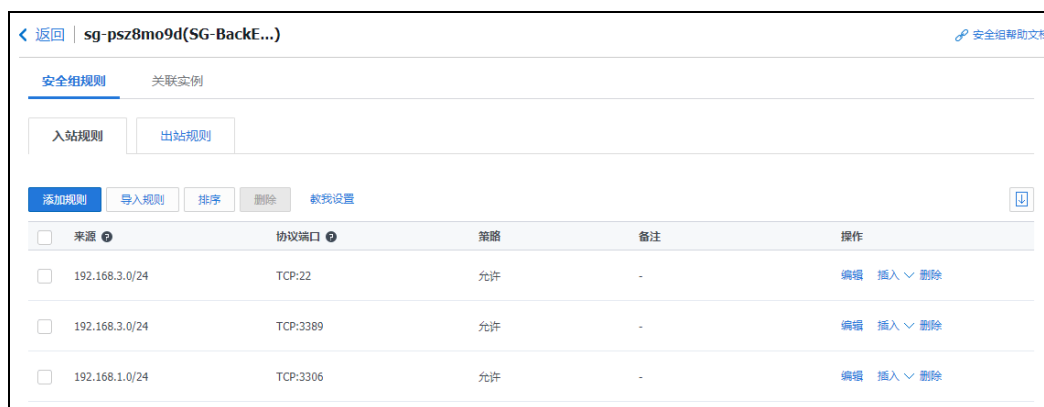 返回 | sg-psz8mo9d(SG-BackE...) 安全组帮助文档
安全组规则 关联实例
入站规则 出站规则
添加规则 导入规则 排序 删除 教我设置
来源 协议端口 策略 备注 操作
192.168.3.0/24 TCP:22 允许 - 编辑 插入 删除
192.168.3.0/24 TCP:3389 允许 - 编辑 插入 删除
192.168.1.0/24 TCP:3306 允许 - 编辑 插入 删除